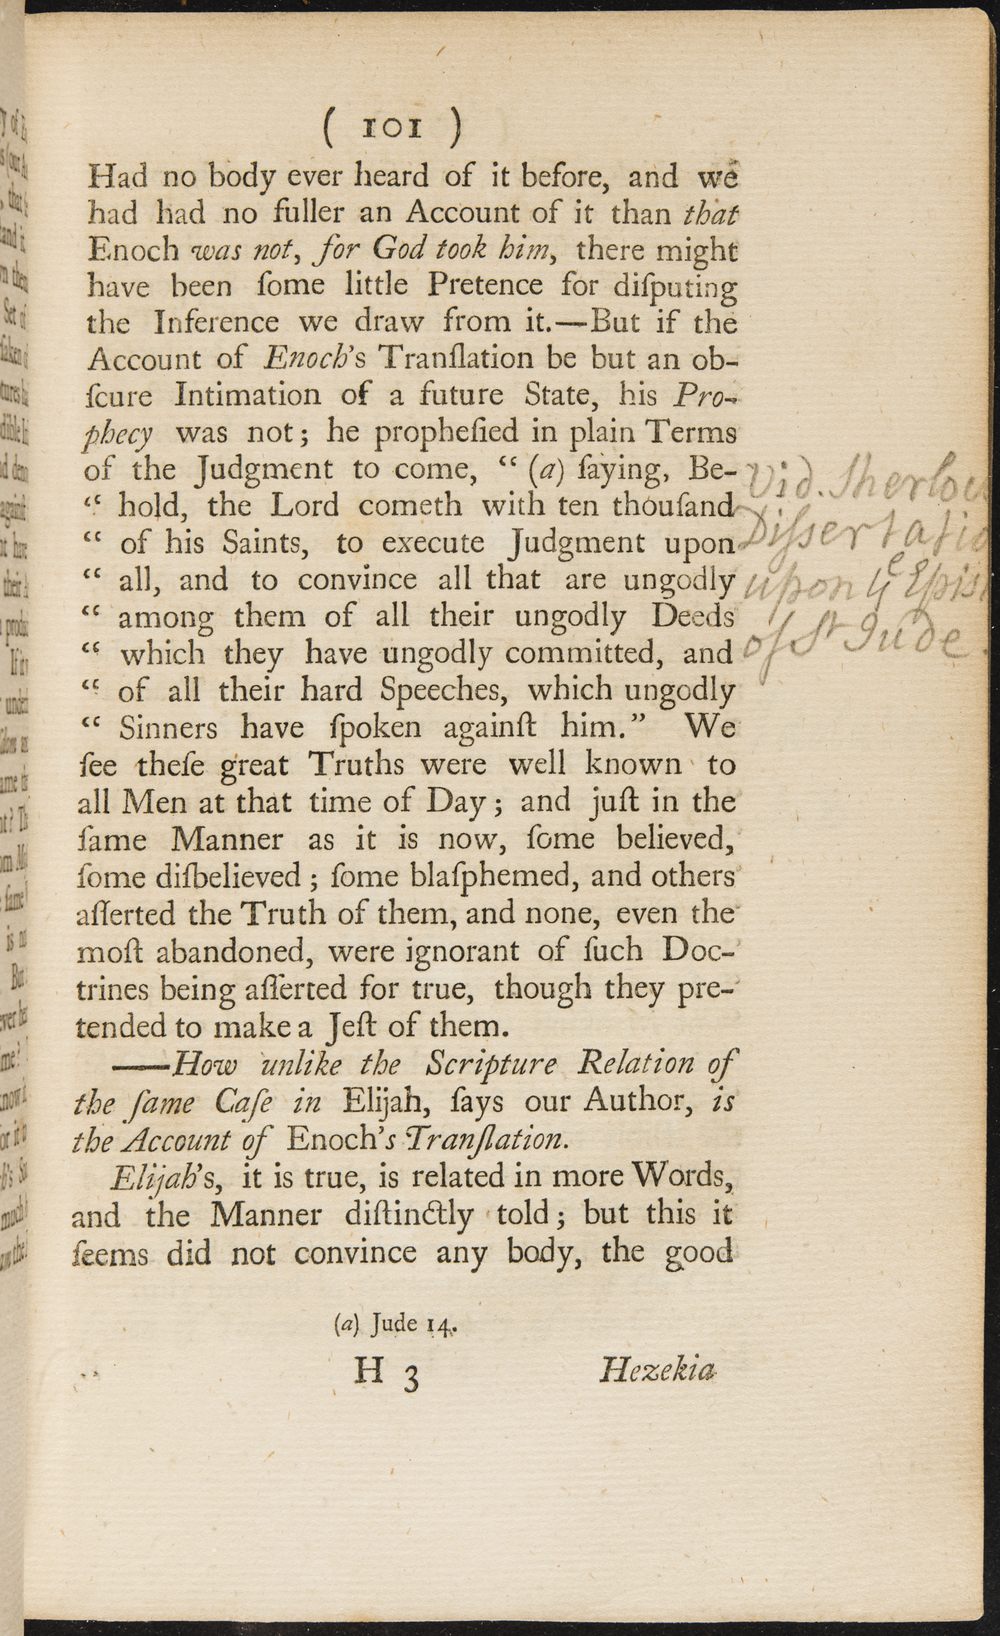 ( 101 )
Had no body ever heard of it before, and we
had had no fuller an Account of it than that
Enoch was not, for God took him, there might
have been ſome little Pretence for diſputing
the Inference we draw from it.—But if the
Account of Enoch's Tranſlation be but an ob-
ſcure Intimation of a future State, his Pro-
phecy was not; he propheſied in plain Terms
of the Judgment to come, “ (a) ſaying, Be-
“ hold, the Lord cometh with ten thouſand
“ of his Saints, to execute Judgment upon
“ all, and to convince all that are ungodly
“ among them of all their ungodly Deeds
“ which they have ungodly committed, and
“ of all their hard Speeches, which ungodly
“ Sinners have ſpoken againſt him.” We
ſee theſe great Truths were well known to
all Men at that time of Day; and juſt in the
ſame Manner as it is now, ſome believed,
ſome diſbelieved; ſome blaſphemed, and others
aſſerted the Truth of them, and none, even the
moſt abandoned, were ignorant of ſuch Doc-
trines being aſſerted for true, though they pre-
tended to make a Jeſt of them.
——How unlike the Scripture Relation of
the ſame Caſe in Elijah, ſays our Author, is
the Account of Enoch's Tranſlation.
Elijah's, it is true, is related in more Words,
and the Manner diſtinctly told; but this it
ſeems did not convince any body, the good
(a) Jude 14.
H 3 Hezekia
Vid. Sherloc
Diſsertatio
upon ye Epis
of St Jude.